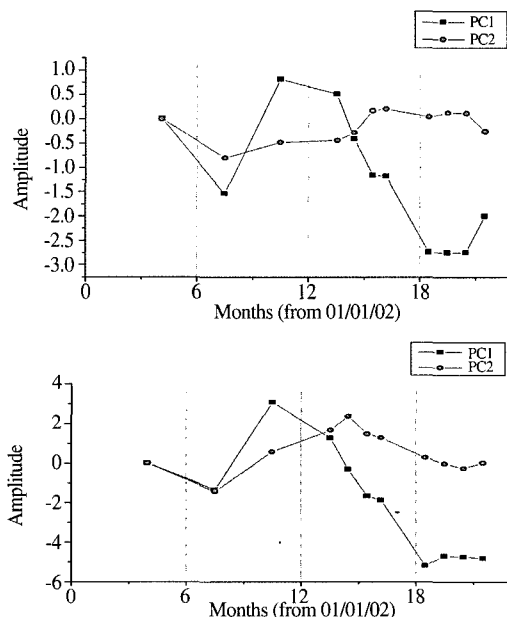 PC1
PC2
1.0
0.5
0.0
-0.5
-1.0
-1.5
-2.0
-2.5
-3.0
Amplitude
0
6
12
18
Months (from 01/01/02)
PC1
PC2
4
2
0
-2
-4
-6
Amplitude
0
6
12
18
Months (from 01/01/02)